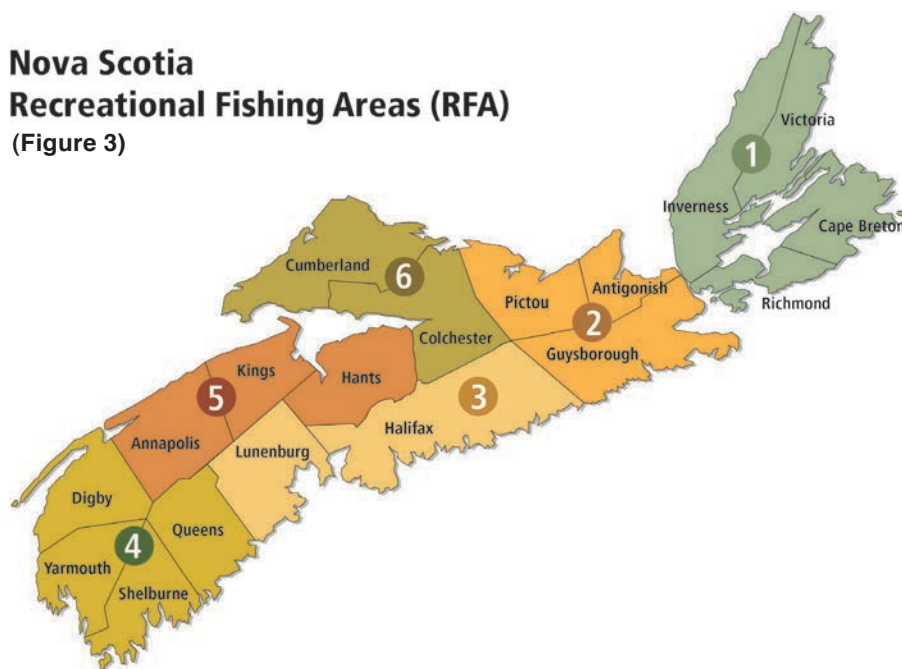 Nova Scotia
Recreational Fishing Areas (RFA)
(Figure 3)
1
Victoria
Inverness
Cape Breton
Richmond
Cumberland
6
Colchester
Pictou
Antigonish
2
Guysborough
Kings
Hants
5
Annapolis
3
Halifax
Lunenburg
Digby
Queens
4
Yarmouth
Shelburne